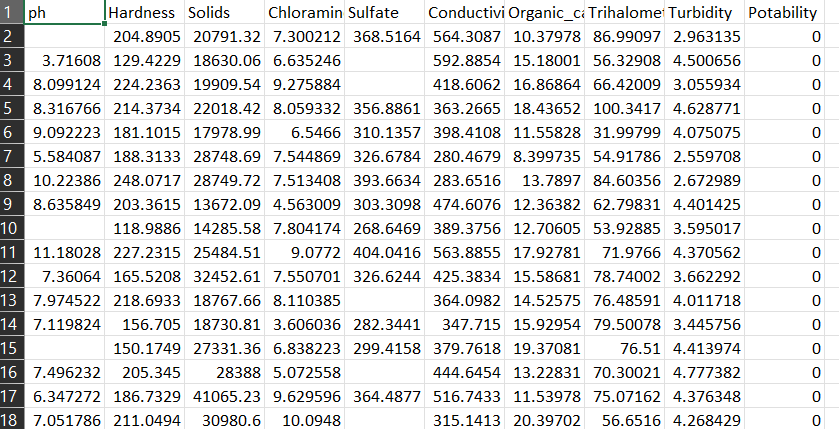 1 ph Hardness Solids Chloramin Sulfate Conductivi Organic_ca Trihalomet Turbidity Potability
2 204.8905 20791.32 7.300212 368.5164 564.3087 10.37978 86.99097 2.963135 0
3 3.71608 129.4229 18630.06 6.635246 592.8854 15.18001 56.32908 4.500656 0
4 8.099124 224.2363 19909.54 9.275884 418.6062 16.86864 66.42009 3.055934 0
5 8.316766 214.3734 22018.42 8.059332 356.8861 363.2665 18.43652 100.3417 4.628771 0
6 9.092223 181.1015 17978.99 6.5466 310.1357 398.4108 11.55828 31.99799 4.075075 0
7 5.584087 188.3133 28748.69 7.544869 326.6784 280.4679 8.399735 54.91786 2.559708 0
8 10.22386 248.0717 28749.72 7.513408 393.6634 283.6516 13.7897 84.60356 2.672989 0
9 8.635849 203.3615 13672.09 4.563009 303.3098 474.6076 12.36382 62.79831 4.401425 0
10 118.9886 14285.58 7.804174 268.6469 389.3756 12.70605 53.92885 3.595017 0
11 11.18028 227.2315 25484.51 9.0772 404.0416 563.8855 17.92781 71.9766 4.370562 0
12 7.36064 165.5208 32452.61 7.550701 326.6244 425.3834 15.58681 78.74002 3.662292 0
13 7.974522 218.6933 18767.66 8.110385 364.0982 14.52575 76.48591 4.011718 0
14 7.119824 156.705 18730.81 3.606036 282.3441 347.715 15.92954 79.50078 3.445756 0
15 150.1749 27331.36 6.838223 299.4158 379.7618 19.37081 76.51 4.413974 0
16 7.496232 205.345 28388 5.072558 444.6454 13.22831 70.30021 4.777382 0
17 6.347272 186.7329 41065.23 9.629596 364.4877 516.7433 11.53978 75.07162 4.376348 0
18 7.051786 211.0494 30980.6 10.0948 315.1413 20.39702 56.6516 4.268429 0